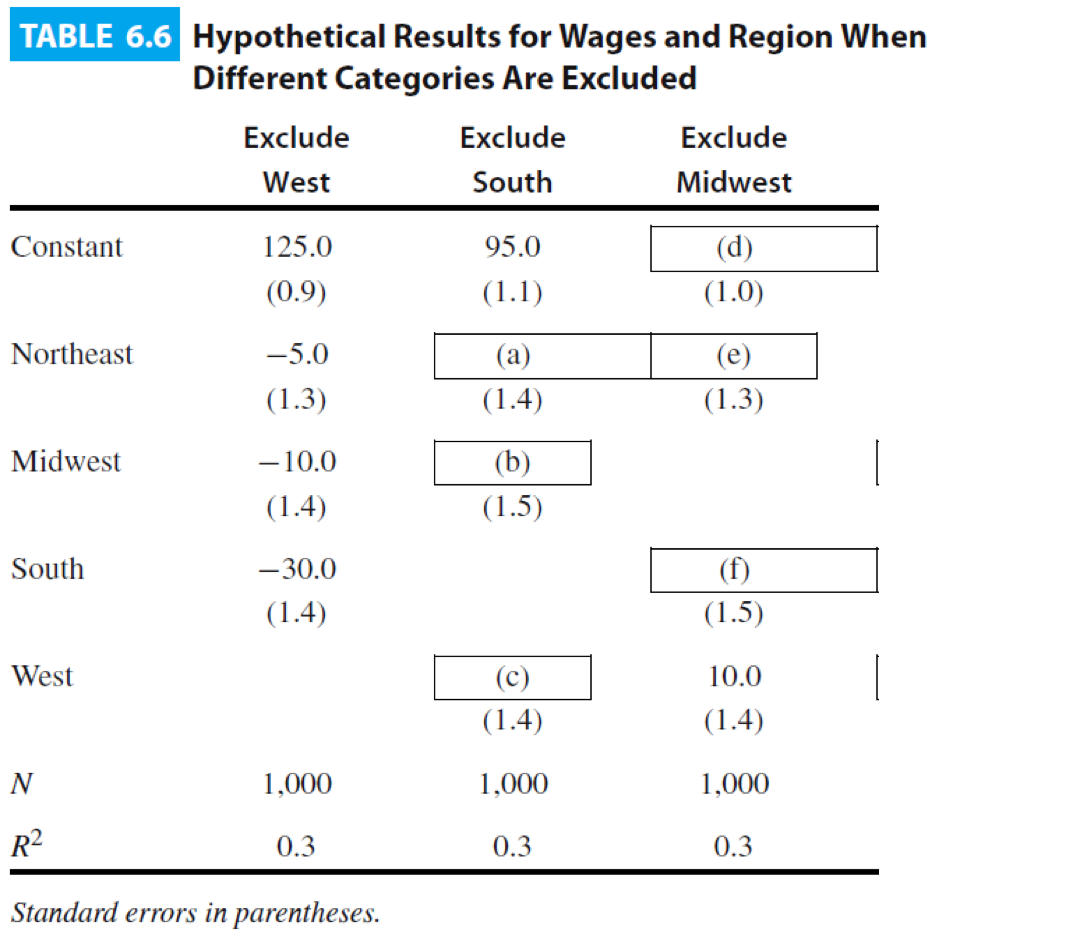 TABLE 6.6 Hypothetical Results for Wages and Region When
Different Categories Are Excluded
Exclude Exclude Exclude
West South Midwest
Constant 125.0 95.0 (d)
(0.9) (1.1) (1.0)
Northeast −5.0 (a) (e)
(1.3) (1.4) (1.3)
Midwest −10.0 (b)
(1.4) (1.5)
South −30.0 (f)
(1.4) (1.5)
West (c) 10.0
(1.4) (1.4)
N 1,000 1,000 1,000
R² 0.3 0.3 0.3
Standard errors in parentheses.